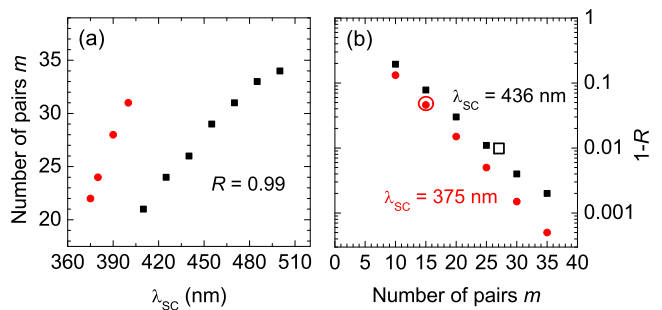 (a)
Number of pairs m
35
30
25
20
R = 0.99
360 390 420 450 480 510
λSC (nm)
(b)
1
0.1
0.01
0.001
1-R
λSC = 436 nm
λSC = 375 nm
0 5 10 15 20 25 30 35 40
Number of pairs m